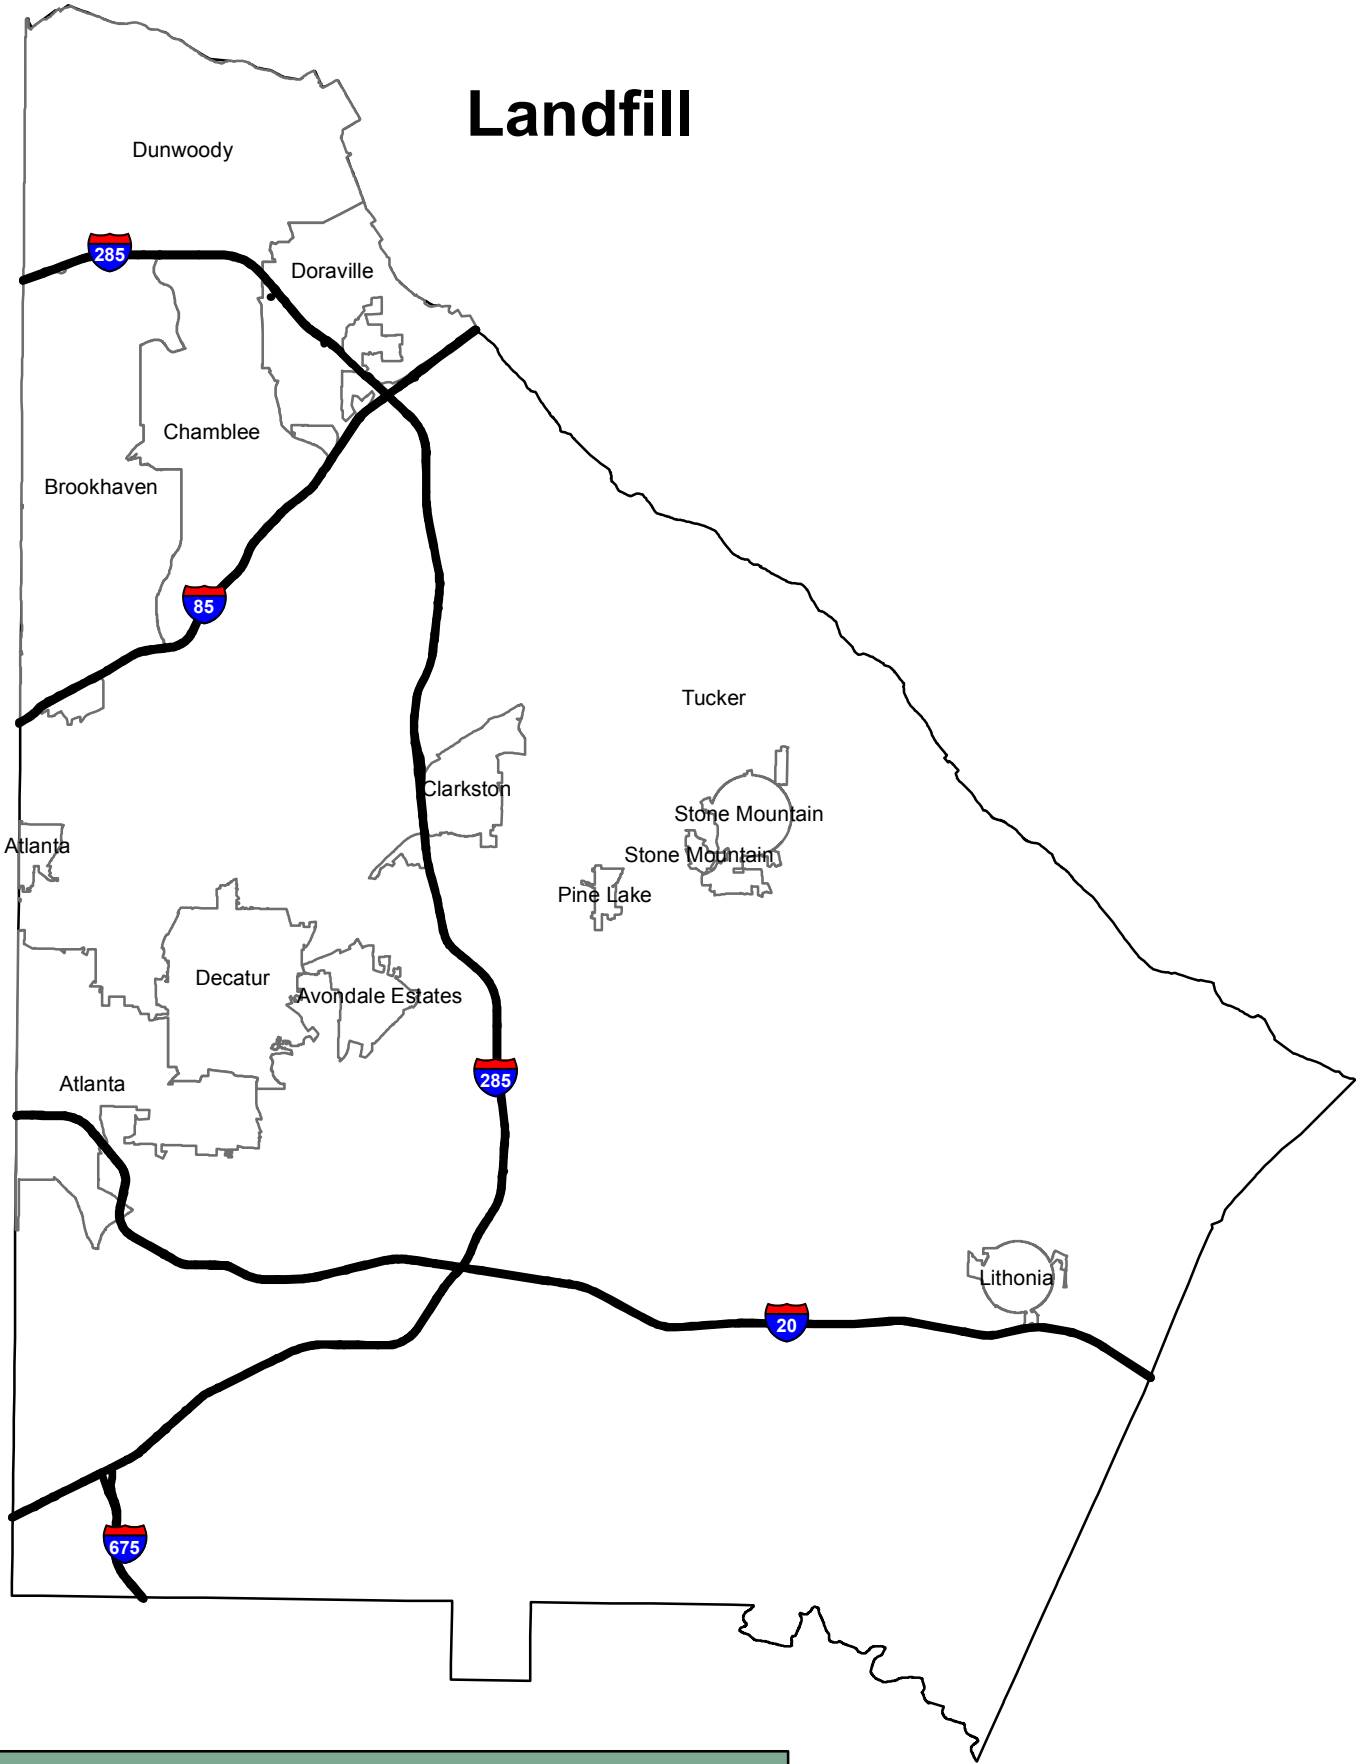 Landfill
Dunwoody
285
Doraville
Chamblee
Brookhaven
85
Tucker
Clarkston
Stone Mountain
Atlanta
Stone Mountain
Pine Lake
Decatur
Avondale Estates
285
Atlanta
Lithonia
20
675